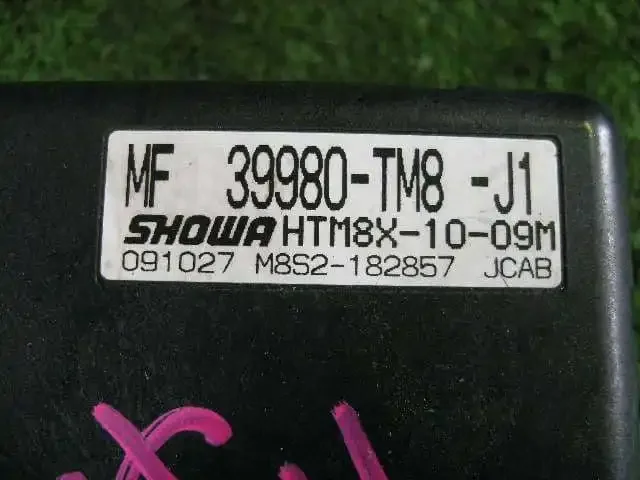 MF 39980-TM8 -J1
SHOWA HTM8X-10-09M
091027 M8S2-182857 JCAB